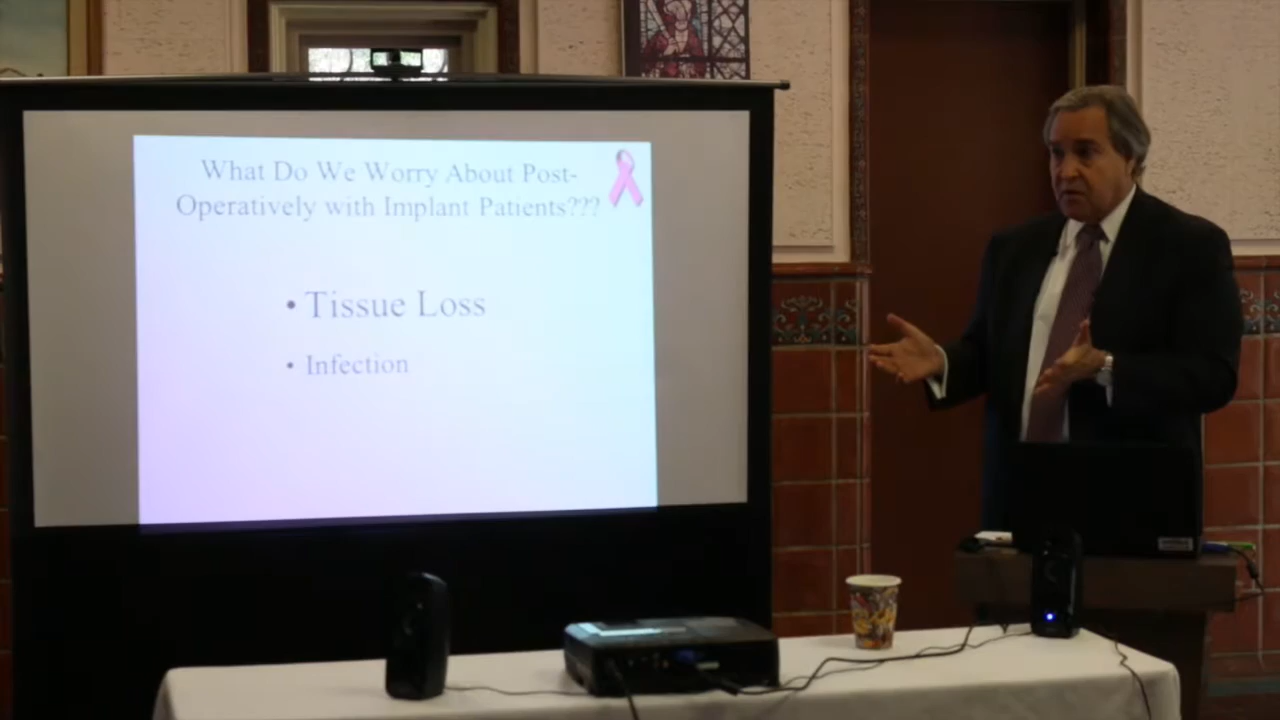 What Do We Worry About Post-
Operatively with Implant Patients???
• Tissue Loss
• Infection